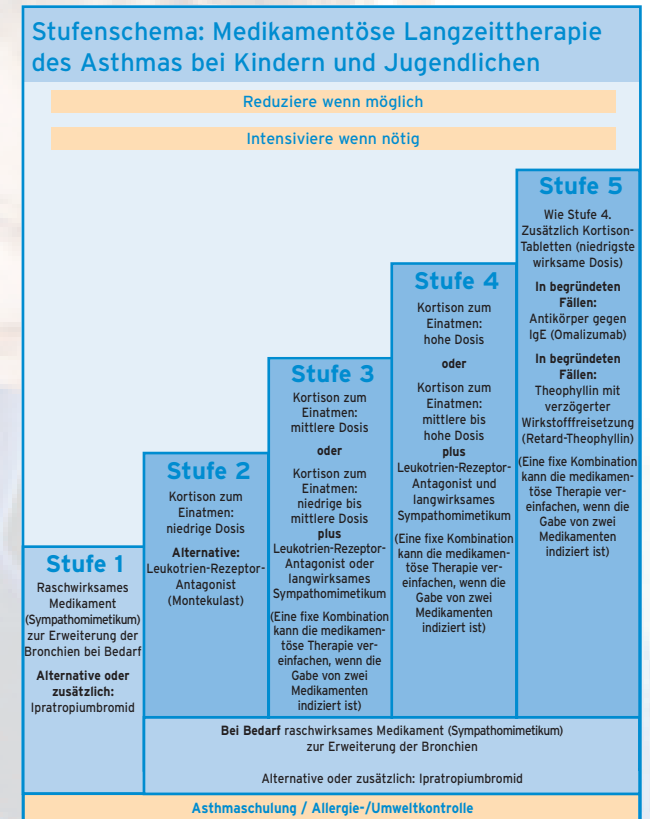 Stufenschema: Medikamentöse Langzeittherapie
des Asthmas bei Kindern und Jugendlichen
Reduziere wenn möglich
Intensiviere wenn nötig
Stufe 1
Raschwirksames
Medikament
(Sympathomimetikum)
zur Erweiterung der
Bronchien bei Bedarf
Alternative oder
zusätzlich:
Ipratropiumbromid
Stufe 2
Kortison zum
Einatmen:
niedrige Dosis
Alternative:
Leukotrien-Rezeptor-
Antagonist
(Montekulast)
Stufe 3
Kortison zum
Einatmen:
mittlere Dosis
oder
Kortison zum
Einatmen:
niedrige bis
mittlere Dosis
plus
Leukotrien-Rezeptor-
Antagonist oder
langwirksames
Sympathomimetikum
(Eine fixe Kombination
kann die medikamen-
töse Therapie ver-
einfachen, wenn die
Gabe von zwei
Medikamenten
indiziert ist)
Stufe 4
Kortison zum
Einatmen:
hohe Dosis
oder
Kortison zum
Einatmen:
mittlere bis
hohe Dosis
plus
Leukotrien-Rezeptor-
Antagonist und
langwirksames
Sympathomimetikum
(Eine fixe Kombination
kann die medikamen-
töse Therapie ver-
einfachen, wenn die
Gabe von zwei
Medikamenten
indiziert ist)
Stufe 5
Wie Stufe 4.
Zusätzlich Kortison-
Tabletten (niedrigste
wirksame Dosis)
In begründeten
Fällen:
Antikörper gegen
IgE (Omalizumab)
In begründeten
Fällen:
Theophyllin mit
verzögerter
Wirkstofffreisetzung
(Retard-Theophyllin)
(Eine fixe Kombination
kann die medikamen-
töse Therapie ver-
einfachen, wenn die
Gabe von zwei
Medikamenten
indiziert ist)
Bei Bedarf raschwirksames Medikament (Sympathomimetikum)
zur Erweiterung der Bronchien
Alternative oder zusätzlich: Ipratropiumbromid
Asthmaschulung / Allergie-/Umweltkontrolle